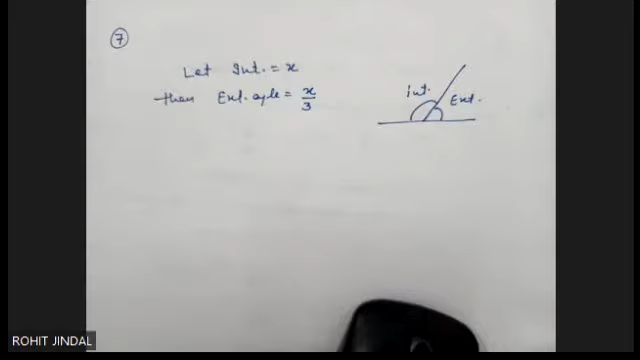 7
Let Int. = x
then Ext. angle = x/3
int.
Ext.
ROHIT JINDAL